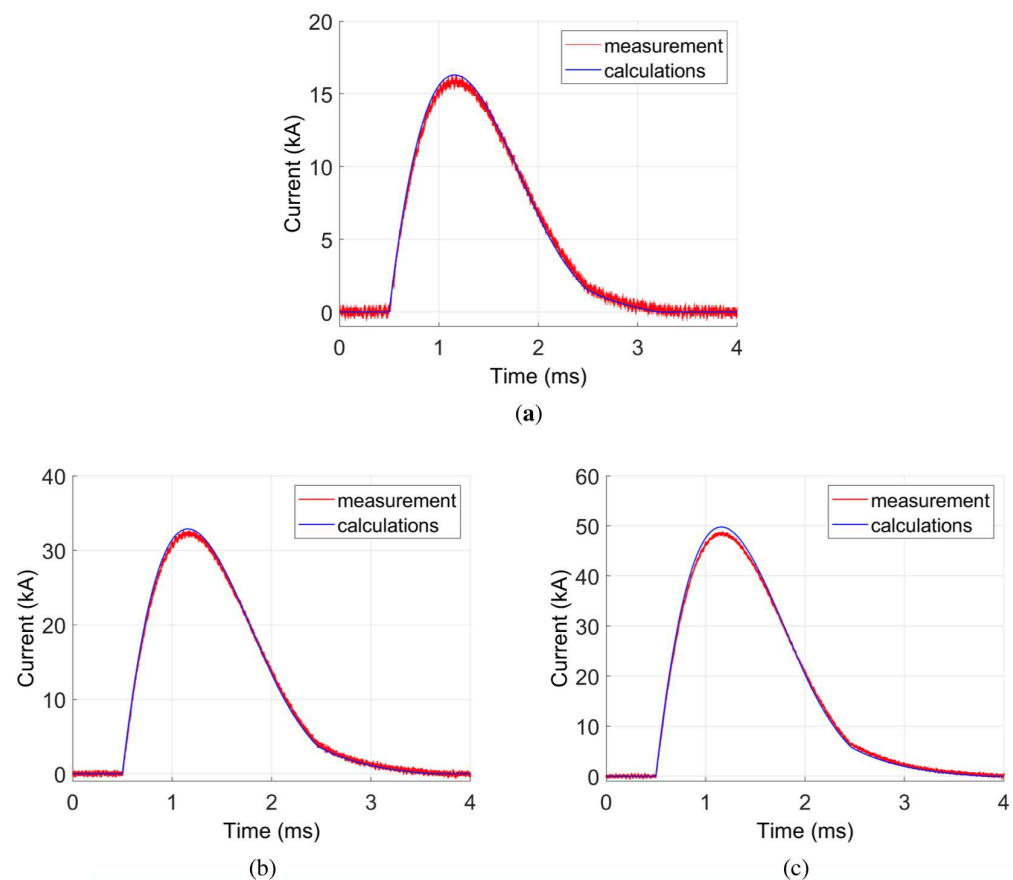 20
15
10
5
0
Current (kA)
measurement
calculations
0 1 2 3 4
Time (ms)
(a)
40
30
20
10
0
Current (kA)
measurement
calculations
0 1 2 3 4
Time (ms)
(b)
60
50
40
30
20
10
0
Current (kA)
measurement
calculations
0 1 2 3 4
Time (ms)
(c)